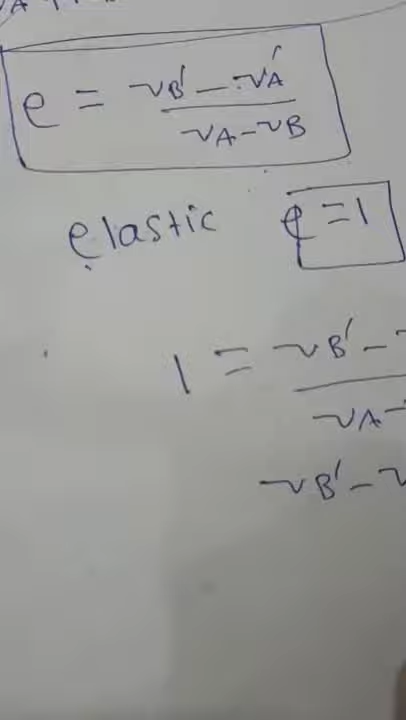 e = vB' - vA' / vA - vB
elastic e = 1
1 = vB' -
vA -
vB' - v